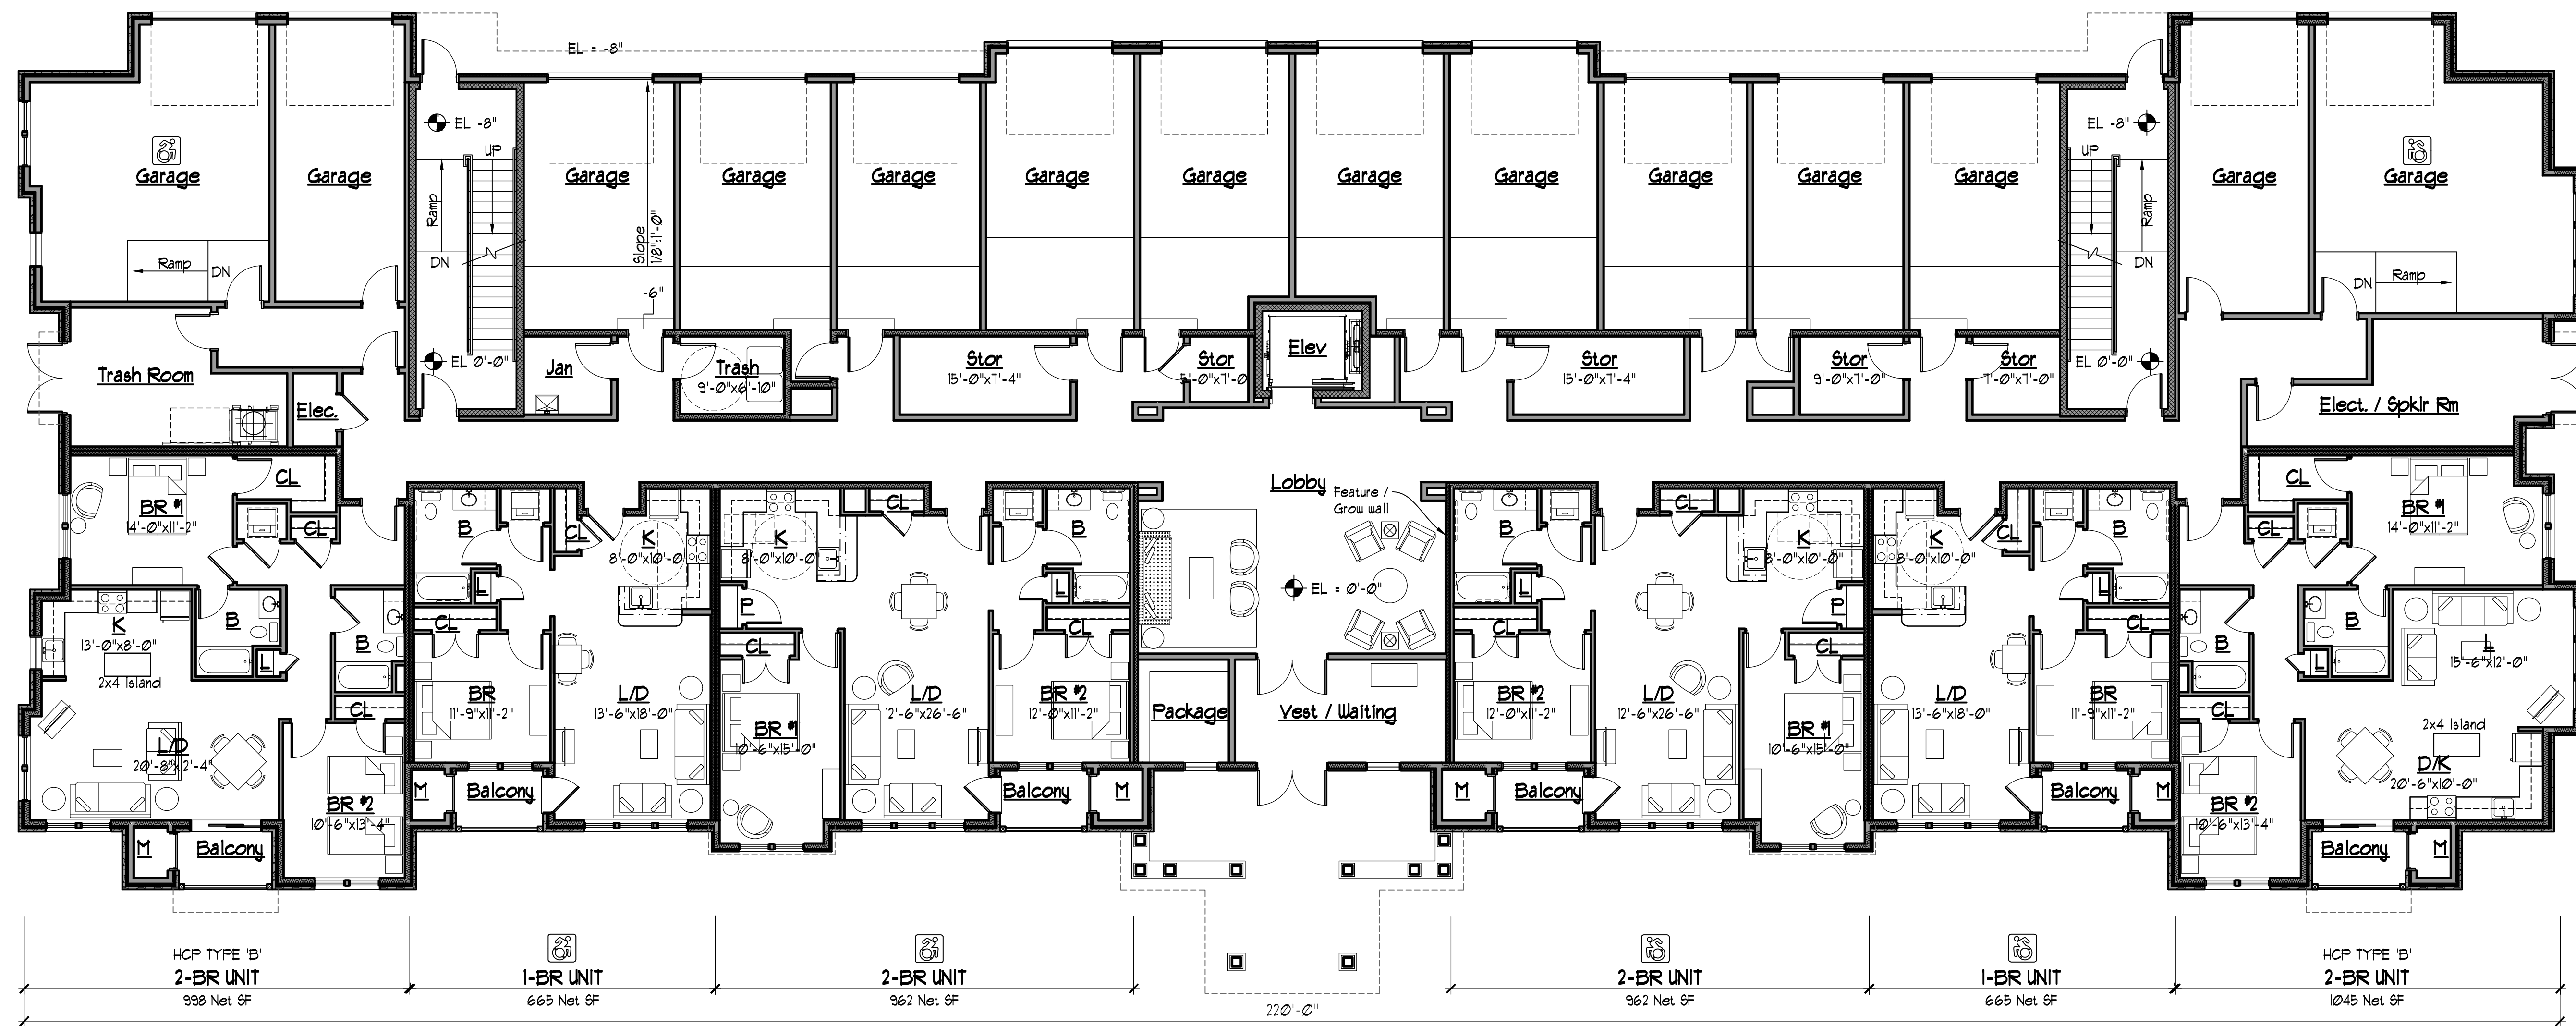 EL = -8"
EL -8"
EL -8"
UP
UP
Garage
Garage
Garage
Garage
Garage
Garage
Garage
Garage
Garage
Garage
Garage
Garage
Garage
Garage
Ramp
Ramp
Slope
1/8":1'-0"
Ramp
DN
DN
DN
DN
Ramp
-6"
EL 0'-0"
Jan
Trash
9'-0"x6'-10"
Stor
15'-0"x7'-4"
Stor
5'-0"x7'-0
Elev
Stor
15'-0"x7'-4"
Stor
9'-0"x7'-0"
Stor
7'-0"x7'-0"
EL 0'-0"
Trash Room
Elec.
Elect. / Spklr Rm
Lobby
Feature /
Grow wall
EL = 0'-0"
BR #1
14'-0"x11'-2"
CL
CL
B
L
B
CL
K
13'-0"x8'-0"
2x4 Island
L/D
20'-8"x12'-4"
BR #2
10'-6"x13'-4"
M
Balcony
B
CL
L
CL
K
8'-0"x10'-0"
BR
11'-9"x11'-2"
L/D
13'-6"x18'-0"
M
Balcony
K
8'-0"x10'-0"
CL
P
CL
BR #1
10'-6"x15'-0"
L/D
12'-6"x26'-6"
B
L
CL
BR #2
12'-0"x11'-2"
Balcony
M
Package
Vest / Waiting
B
L
CL
BR #2
12'-0"x11'-2"
M
Balcony
CL
K
8'-0"x10'-0"
P
CL
L/D
12'-6"x26'-6"
BR #1
10'-6"x15'-0"
K
8'-0"x10'-0"
CL
B
L
CL
L/D
13'-6"x18'-0"
BR
11'-9"x11'-2"
Balcony
M
CL
CL
BR #1
14'-0"x11'-2"
B
B
L
L
15'-6"x12'-0"
CL
2x4 Island
D/K
20'-6"x10'-0"
BR #2
10'-6"x13'-4"
Balcony
M
HCP TYPE 'B'
2-BR UNIT
998 Net SF
1-BR UNIT
665 Net SF
2-BR UNIT
962 Net SF
2-BR UNIT
962 Net SF
1-BR UNIT
665 Net SF
HCP TYPE 'B'
2-BR UNIT
1045 Net SF
220'-0"